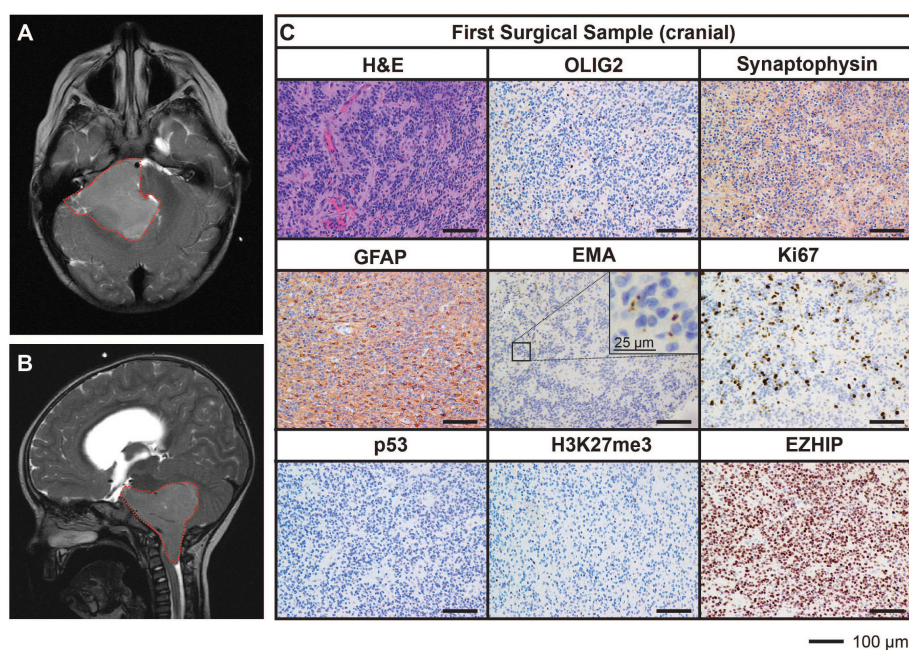 A
B
C
First Surgical Sample (cranial)
H&E
OLIG2
Synaptophysin
GFAP
EMA
Ki67
25 µm
p53
H3K27me3
EZHIP
100 µm